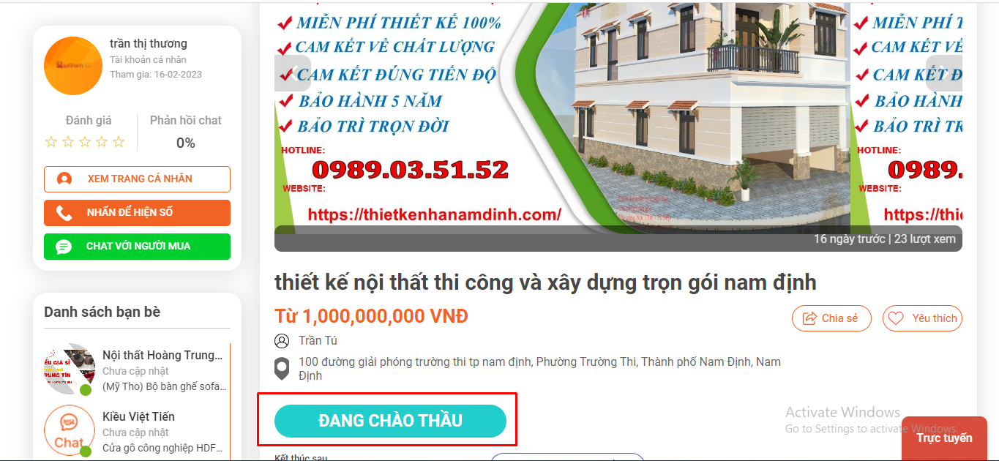 trần thị thương
Tài khoản cá nhân
Tham gia: 16-02-2023
Đánh giá
Phản hồi chat
0%
XEM TRANG CÁ NHÂN
NHẤN ĐỂ HIỆN SỐ
CHAT VỚI NGƯỜI MUA
Danh sách bạn bè
Nội thất Hoàng Trung...
Chưa cập nhật
(Mỹ Tho) Bộ bàn ghế sofa...
Kiều Việt Tiến
Chưa cập nhật
Cửa gỗ công nghiệp HDF...
Chat
MIỄN PHÍ THIẾT KẾ 100%
CAM KẾT VỀ CHẤT LƯỢNG
CAM KẾT ĐÚNG TIẾN ĐỘ
BẢO HÀNH 5 NĂM
BẢO TRÌ TRỌN ĐỜI
HOTLINE:
0989.03.51.52
WEBSITE:
https://thietkenhanamdinh.com/
MIỄN PHÍ T
CAM KẾT VỀ
CAM KẾT Đ
BẢO HÀNH
BẢO TRÌ TR
HOTLINE:
0989.
WEBSITE:
https://thi
16 ngày trước | 23 lượt xem
thiết kế nội thất thi công và xây dựng trọn gói nam định
Từ 1,000,000,000 VNĐ
Chia sẻ
Yêu thích
Trần Tú
100 đường giải phóng trường thi tp nam định, Phường Trường Thi, Thành phố Nam Định, Nam
Định
ĐANG CHÀO THẦU
Kết thúc sau
Activate Windows
Go to Settings to activate Windows.
Trực tuyến